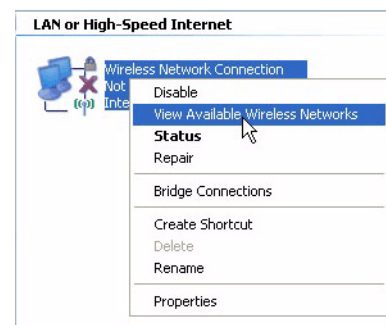 LAN or High-Speed Internet
Wireless Network Connection
Not
Inte
Disable
View Available Wireless Networks
Status
Repair
Bridge Connections
Create Shortcut
Delete
Rename
Properties